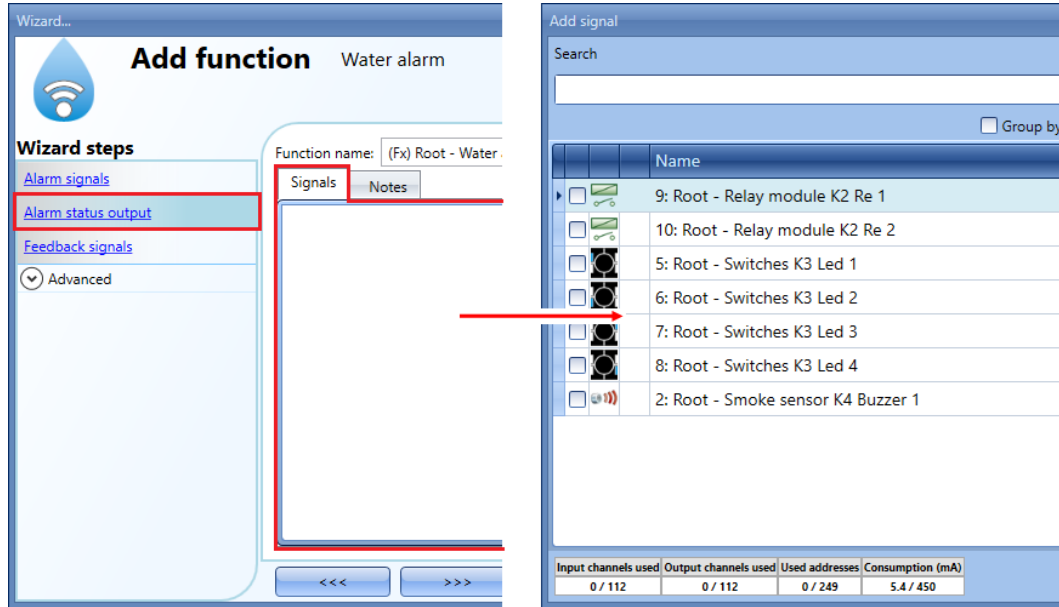 Wizard...
Add function Water alarm
Wizard steps
Alarm signals
Alarm status output
Feedback signals
Advanced
Function name: (Fx) Root - Water
Signals
Notes
<<<
>>>
Add signal
Search
Group by
Name
9: Root - Relay module K2 Re 1
10: Root - Relay module K2 Re 2
5: Root - Switches K3 Led 1
6: Root - Switches K3 Led 2
7: Root - Switches K3 Led 3
8: Root - Switches K3 Led 4
2: Root - Smoke sensor K4 Buzzer 1
Input channels used Output channels used Used addresses Consumption (mA)
0 / 112 0 / 112 0 / 249 5.4 / 450